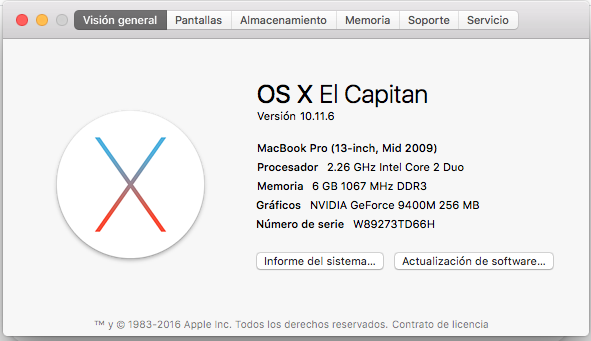 Visión general Pantallas Almacenamiento Memoria Soporte Servicio
OS X El Capitan
Versión 10.11.6
MacBook Pro (13-inch, Mid 2009)
Procesador 2.26 GHz Intel Core 2 Duo
Memoria 6 GB 1067 MHz DDR3
Gráficos NVIDIA GeForce 9400M 256 MB
Número de serie W89273TD66H
Informe del sistema... Actualización de software...
™ y © 1983-2016 Apple Inc. Todos los derechos reservados. Contrato de licencia